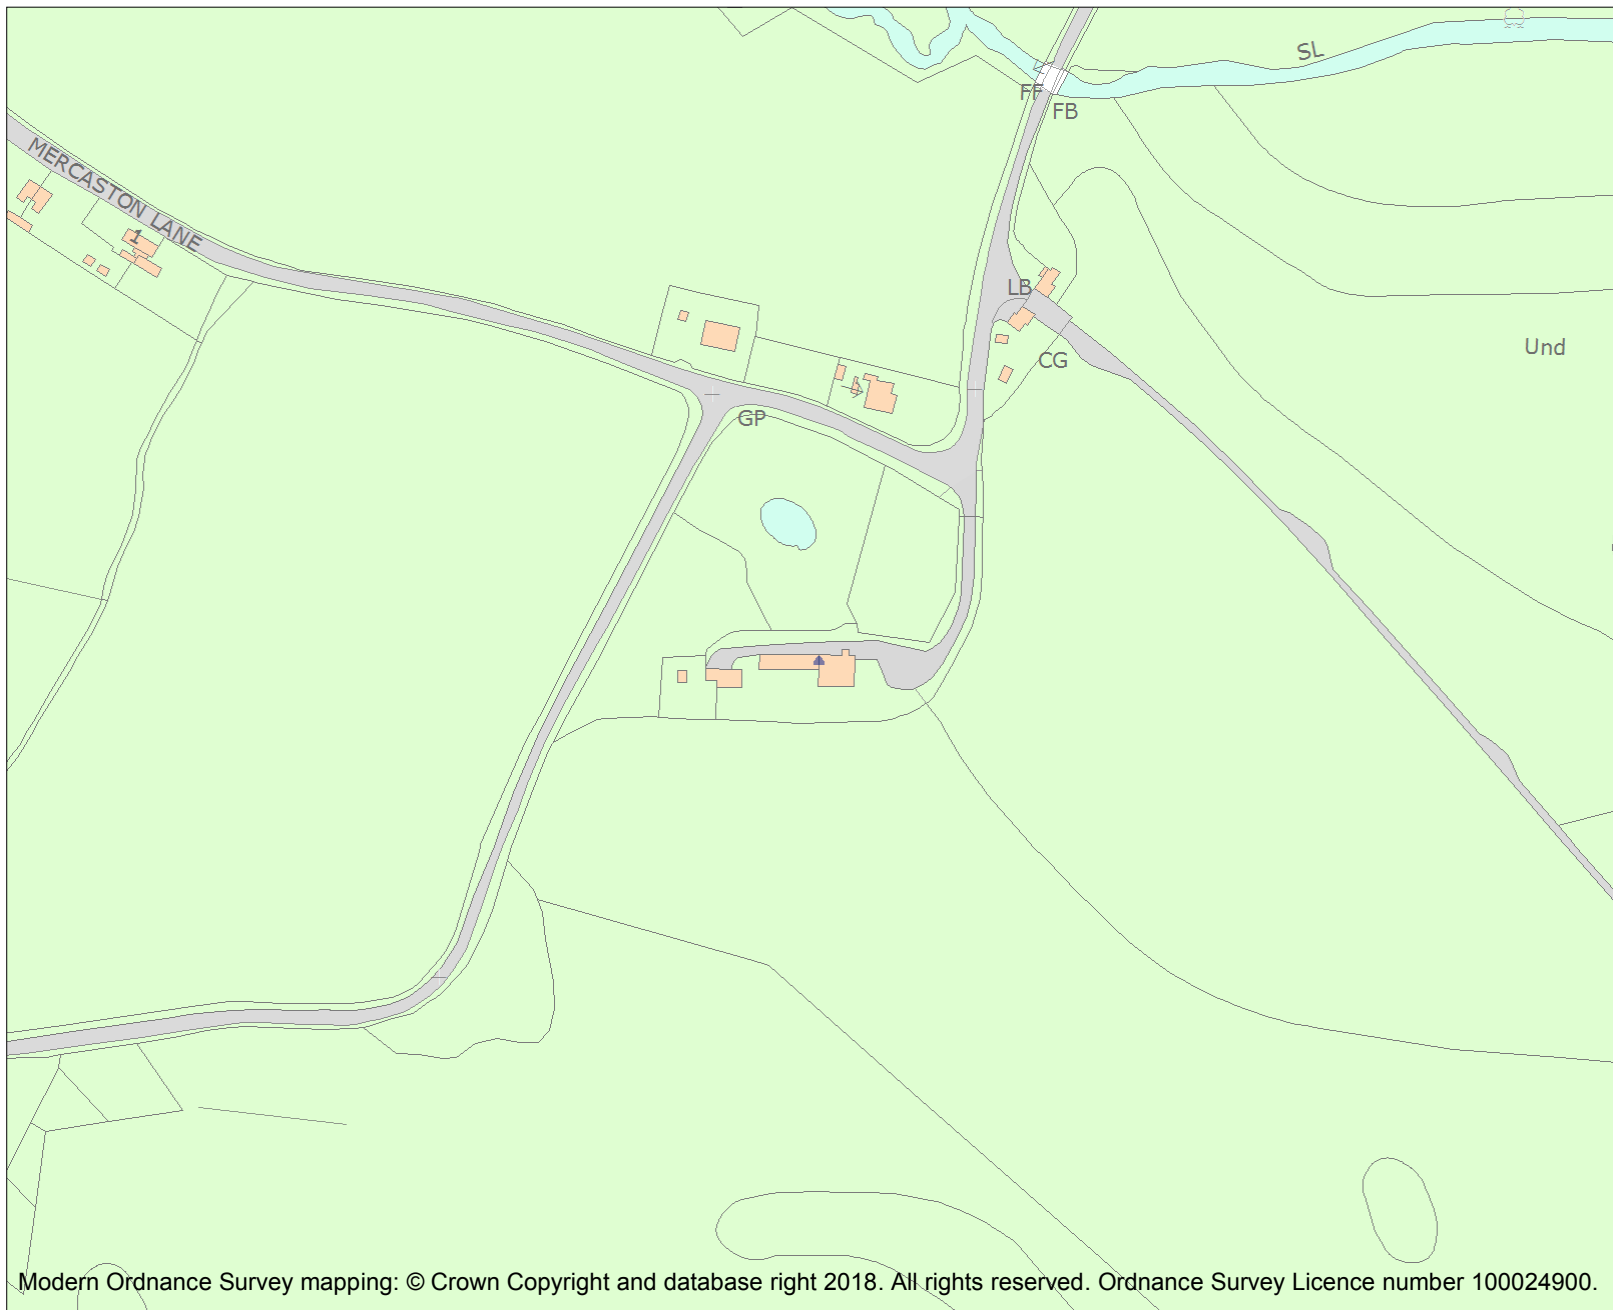 SL
FF
FB
MERCASTON LANE
1
LB
Und
CG
GP
Modern Ordnance Survey mapping: © Crown Copyright and database right 2018. All rights reserved. Ordnance Survey Licence number 100024900.